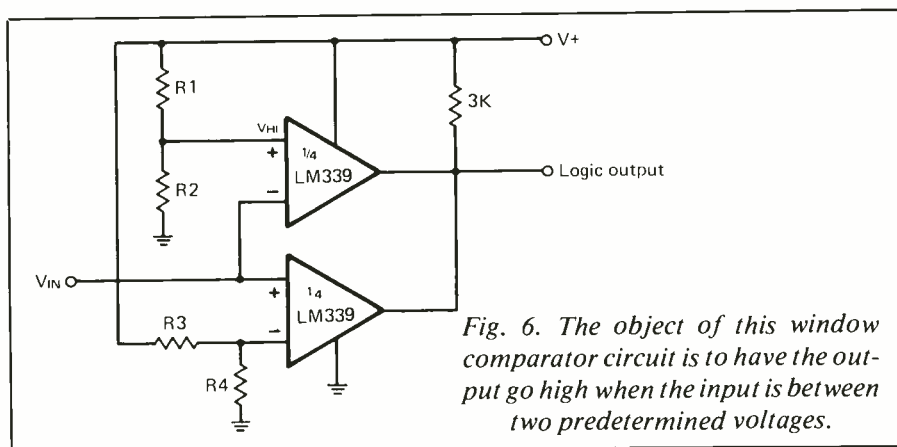 V+
R1
3K
VHI
+
1/4
LM339
Logic output
R2
−
VIN
+
1/4
LM339
R3
−
R4
Fig. 6. The object of this window
comparator circuit is to have the out-
put go high when the input is between
two predetermined voltages.